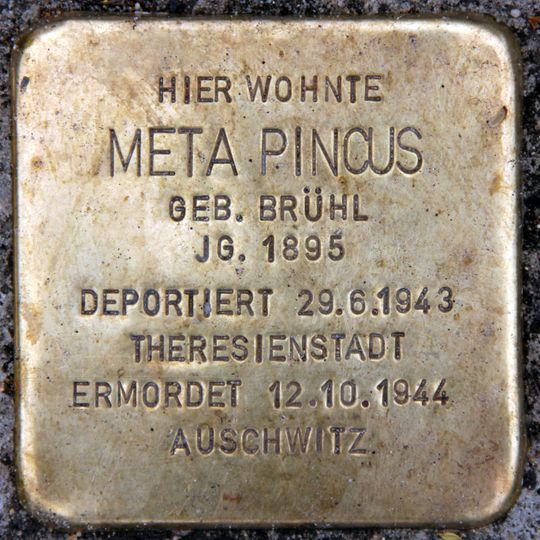 HIER WOHNTE
META PINCUS
GEB. BRÜHL
JG. 1895
DEPORTIERT 29.6.1943
THERESIENSTADT
ERMORDET 12.10.1944
AUSCHWITZ